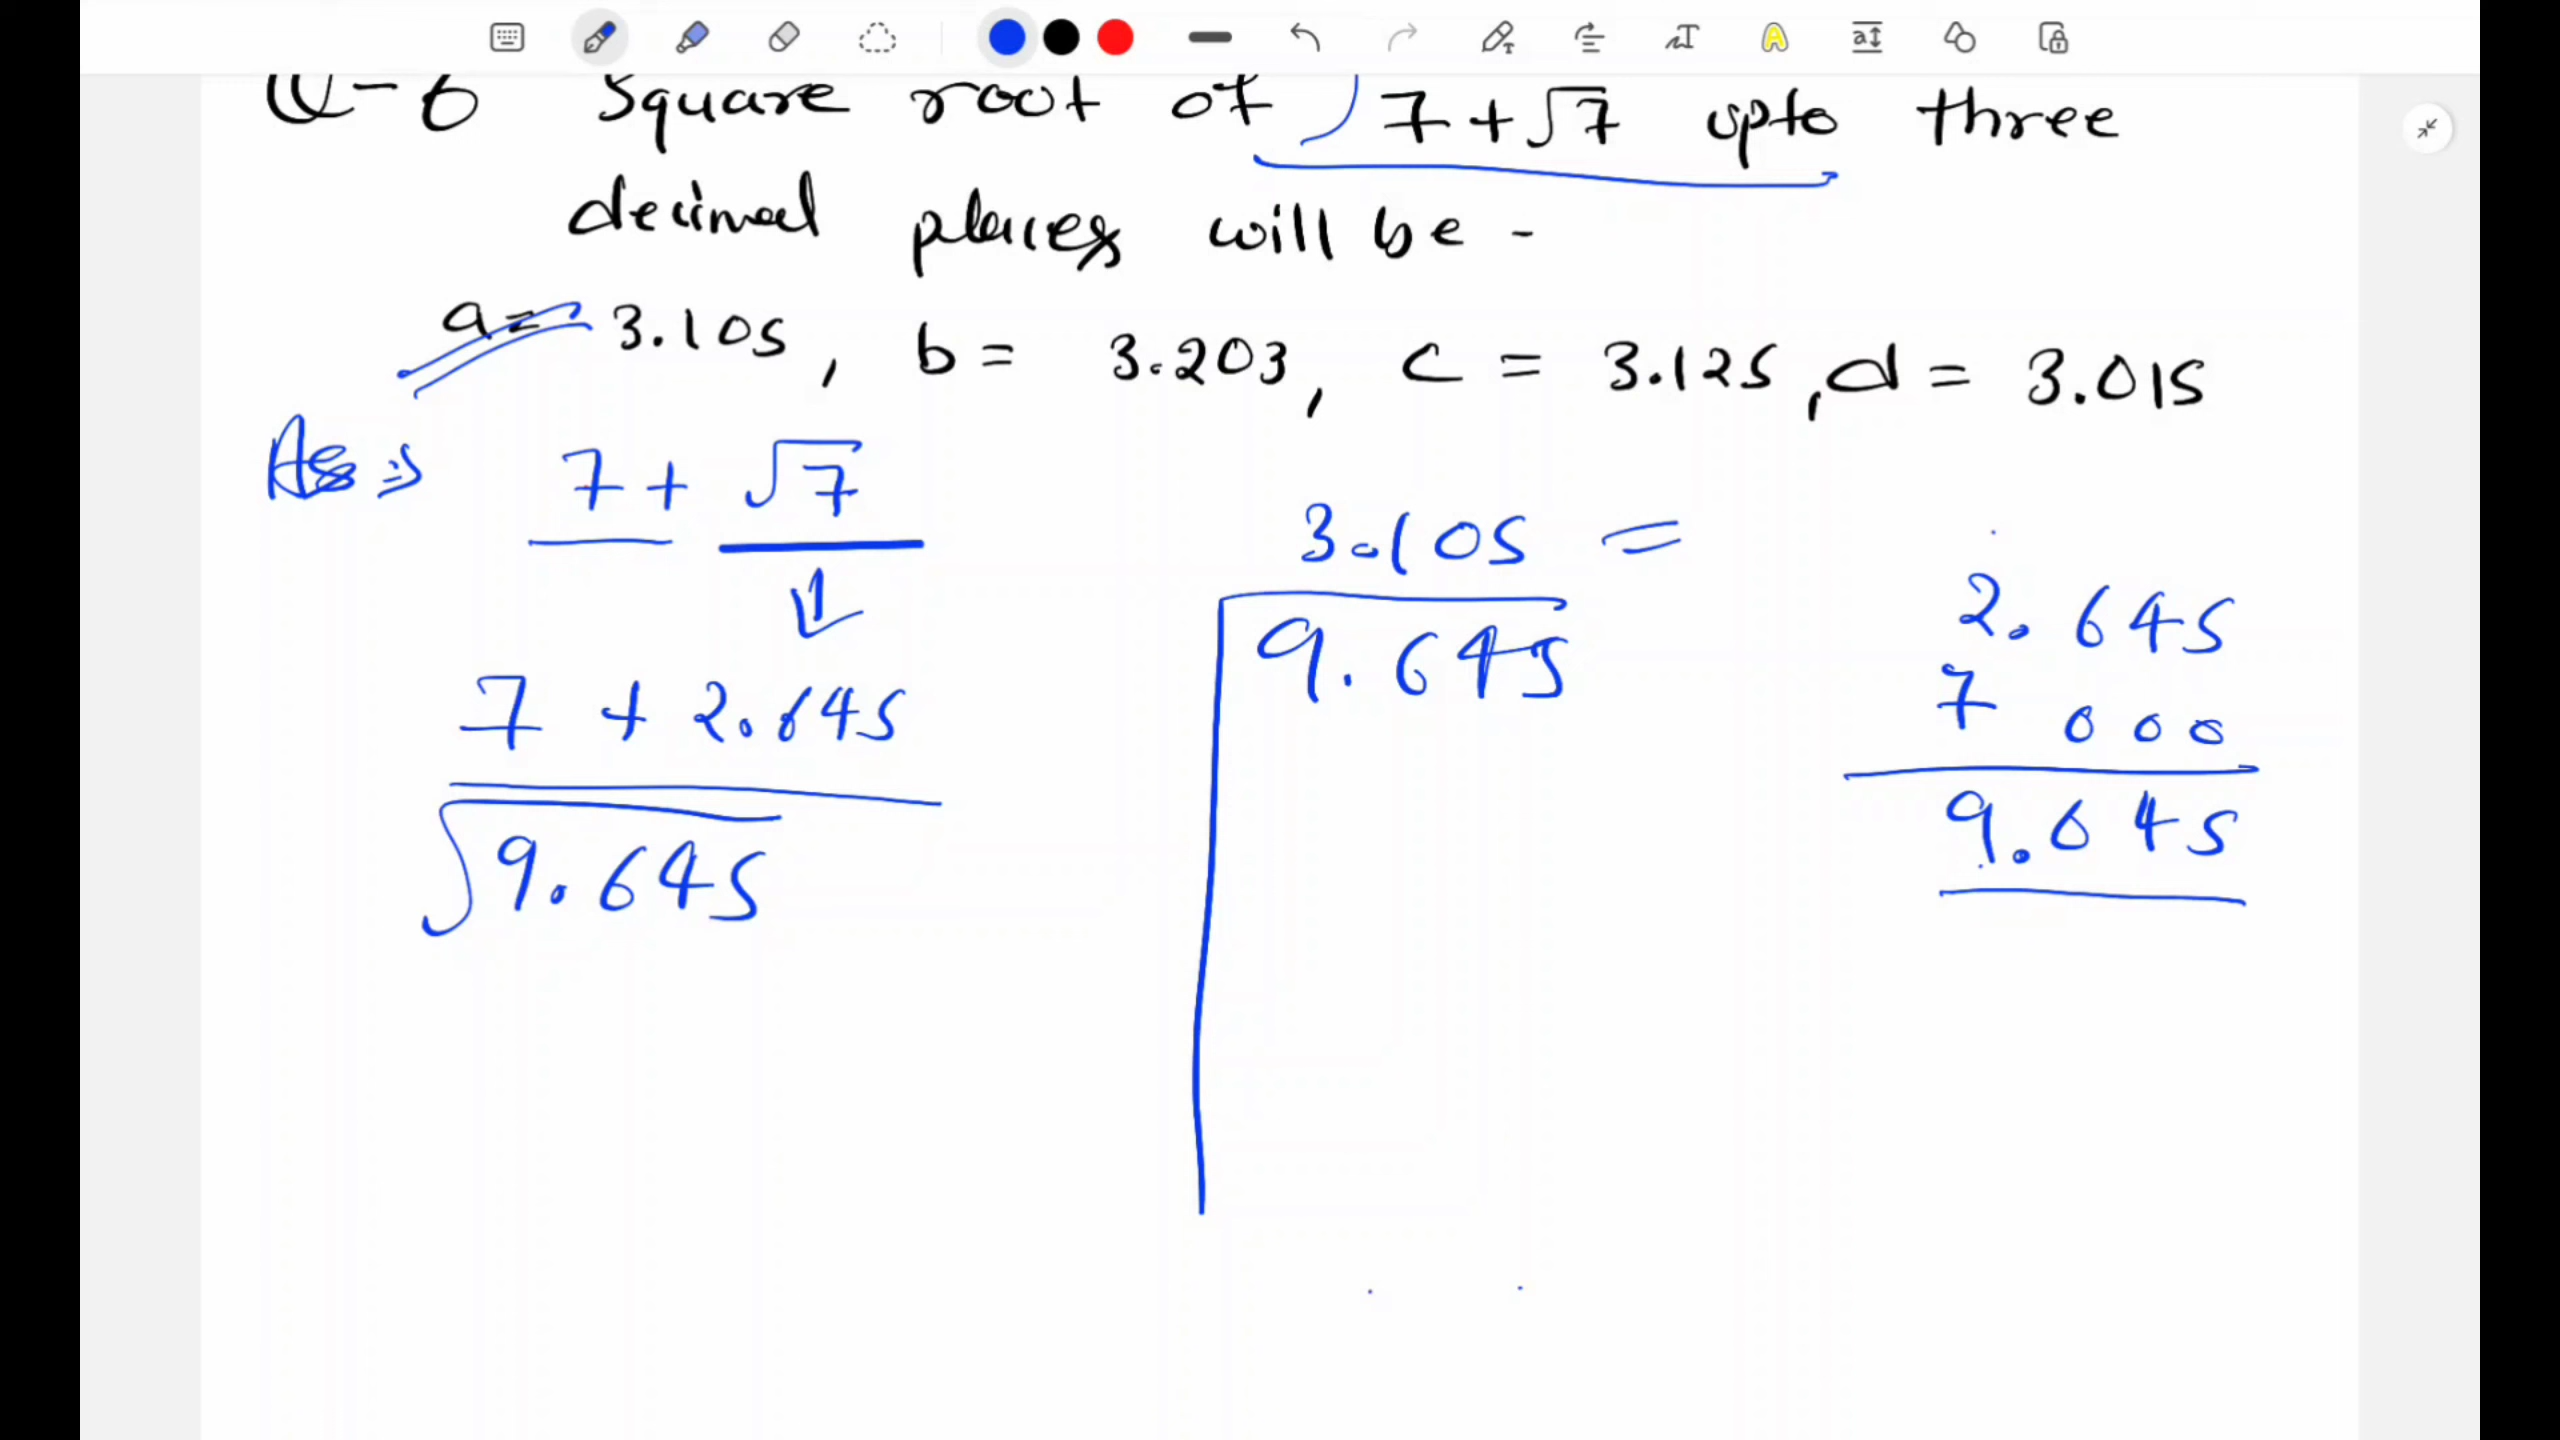 Q-6 Square root of 7+√7 upto three
decimal places will be -
a= 3.105, b= 3.203, c = 3.125, d = 3.015
Ans ⇒ 7+ √7
7 + 2.645
√9.645
3.105 =
9.645
2.645
7 000
9.645